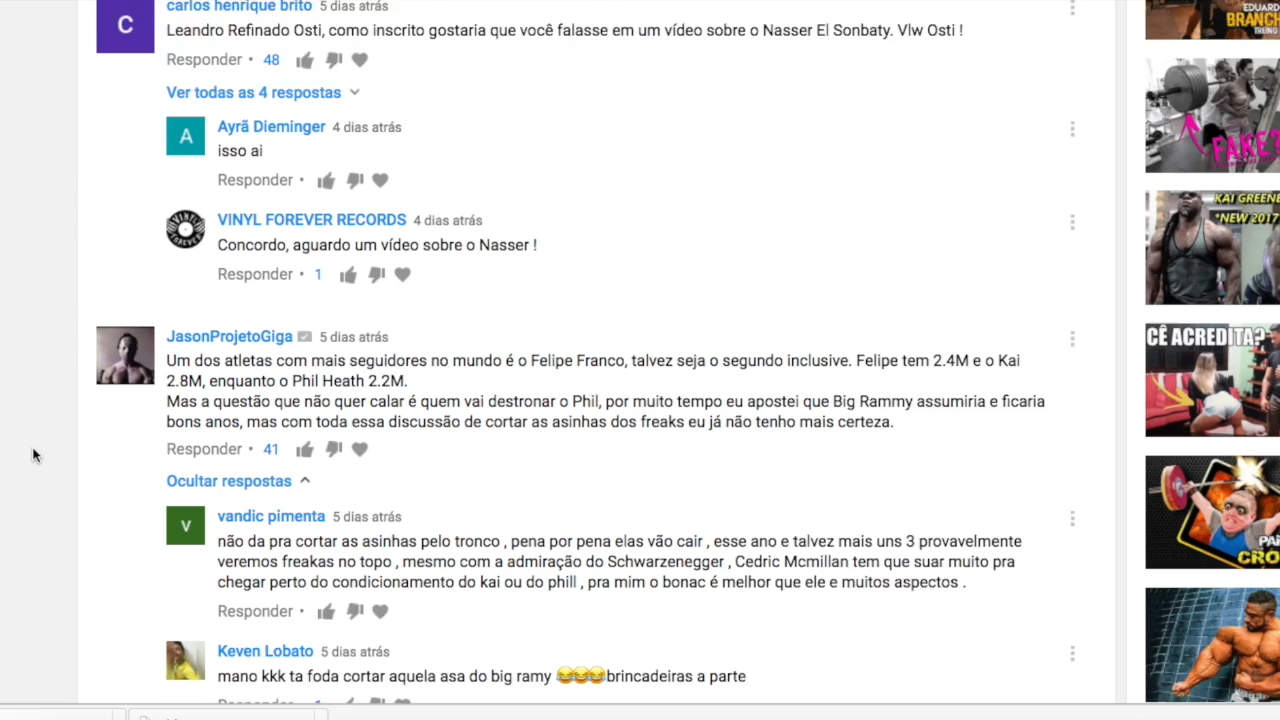 carlos henrique brito 5 dias atrás
C
Leandro Refinado Osti, como inscrito gostaria que você falasse em um vídeo sobre o Nasser El Sonbaty. Vlw Osti !
Responder • 48
Ver todas as 4 respostas
A
Ayrã Dieminger 4 dias atrás
isso ai
Responder •
VINYL FOREVER
VINYL FOREVER RECORDS 4 dias atrás
Concordo, aguardo um vídeo sobre o Nasser !
Responder • 1
JasonProjetoGiga 5 dias atrás
Um dos atletas com mais seguidores no mundo é o Felipe Franco, talvez seja o segundo inclusive. Felipe tem 2.4M e o Kai
2.8M, enquanto o Phil Heath 2.2M.
Mas a questão que não quer calar é quem vai destronar o Phil, por muito tempo eu apostei que Big Rammy assumiria e ficaria
bons anos, mas com toda essa discussão de cortar as asinhas dos freaks eu já não tenho mais certeza.
Responder • 41
Ocultar respostas
V
vandic pimenta 5 dias atrás
não da pra cortar as asinhas pelo tronco , pena por pena elas vão cair , esse ano e talvez mais uns 3 provavelmente
veremos freakas no topo , mesmo com a admiração do Schwarzenegger , Cedric Mcmillan tem que suar muito pra
chegar perto do condicionamento do kai ou do phill , pra mim o bonac é melhor que ele e muitos aspectos .
Responder •
Keven Lobato 5 dias atrás
mano kkk ta foda cortar aquela asa do big ramy 😂😂😂brincadeiras a parte
Responder • 1
EDUARD
BRANCH
TREINO
FAKE?
KAI GREENE
*NEW 2017
CÊ ACREDITA?
PA
CRO